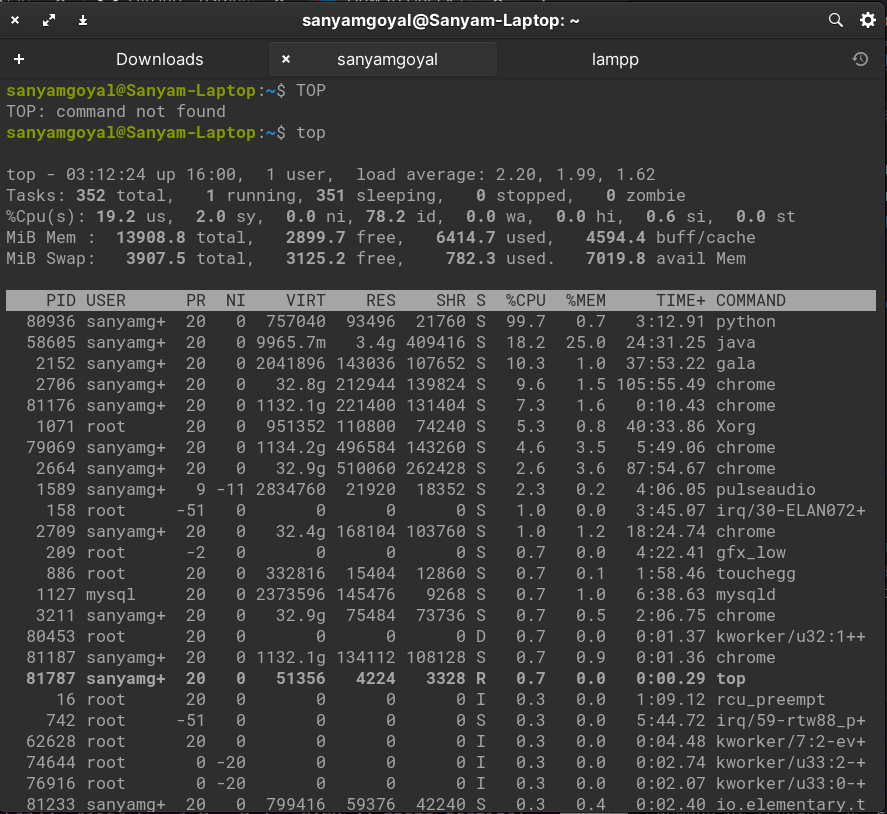 sanyamgoyal@Sanyam-Laptop: ~
Downloads sanyamgoyal lampp
sanyamgoyal@Sanyam-Laptop:~$ TOP
TOP: command not found
sanyamgoyal@Sanyam-Laptop:~$ top
top - 03:12:24 up 16:00,  1 user,  load average: 2.20, 1.99, 1.62
Tasks: 352 total,   1 running, 351 sleeping,   0 stopped,   0 zombie
%Cpu(s): 19.2 us,  2.0 sy,  0.0 ni, 78.2 id,  0.0 wa,  0.0 hi,  0.6 si,  0.0 st
MiB Mem :  13908.8 total,   2899.7 free,   6414.7 used,   4594.4 buff/cache
MiB Swap:   3907.5 total,   3125.2 free,    782.3 used.   7019.8 avail Mem
PID USER      PR  NI    VIRT    RES    SHR S  %CPU  %MEM     TIME+ COMMAND
80936 sanyamg+  20   0  757040  93496  21760 S  99.7   0.7   3:12.91 python
58605 sanyamg+  20   0 9965.7m   3.4g 409416 S  18.2  25.0  24:31.25 java
2152 sanyamg+  20   0 2041896 143036 107652 S  10.3   1.0  37:53.22 gala
2706 sanyamg+  20   0   32.8g 212944 139824 S   9.6   1.5 105:55.49 chrome
81176 sanyamg+  20   0 1132.1g 221400 131404 S   7.3   1.6   0:10.43 chrome
1071 root      20   0  951352 110800  74240 S   5.3   0.8  40:33.86 Xorg
79069 sanyamg+  20   0 1134.2g 496584 143260 S   4.6   3.5   5:49.06 chrome
2664 sanyamg+  20   0   32.9g 510060 262428 S   2.6   3.6  87:54.67 chrome
1589 sanyamg+   9 -11 2834760  21920  18352 S   2.3   0.2   4:06.05 pulseaudio
158 root     -51   0       0      0      0 S   1.0   0.0   3:45.07 irq/30-ELAN072+
2709 sanyamg+  20   0   32.4g 168104 103760 S   1.0   1.2  18:24.74 chrome
209 root      -2   0       0      0      0 S   0.7   0.0   4:22.41 gfx_low
886 root      20   0  332816  15404  12860 S   0.7   0.1   1:58.46 touchegg
1127 mysql     20   0 2373596 145476   9268 S   0.7   1.0   6:38.63 mysqld
3211 sanyamg+  20   0   32.9g  75484  73736 S   0.7   0.5   2:06.75 chrome
80453 root      20   0       0      0      0 D   0.7   0.0   0:01.37 kworker/u32:1++
81187 sanyamg+  20   0 1132.1g 134112 108128 S   0.7   0.9   0:01.36 chrome
81787 sanyamg+  20   0   51356   4224   3328 R   0.7   0.0   0:00.29 top
16 root      20   0       0      0      0 I   0.3   0.0   1:09.12 rcu_preempt
742 root     -51   0       0      0      0 S   0.3   0.0   5:44.72 irq/59-rtw88_p+
62628 root      20   0       0      0      0 I   0.3   0.0   0:04.48 kworker/7:2-ev+
74644 root       0 -20       0      0      0 I   0.3   0.0   0:02.74 kworker/u33:2-+
76916 root       0 -20       0      0      0 I   0.3   0.0   0:02.07 kworker/u33:0-+
81233 sanyamg+  20   0  799416  59376  42240 S   0.3   0.4   0:02.40 io.elementary.t